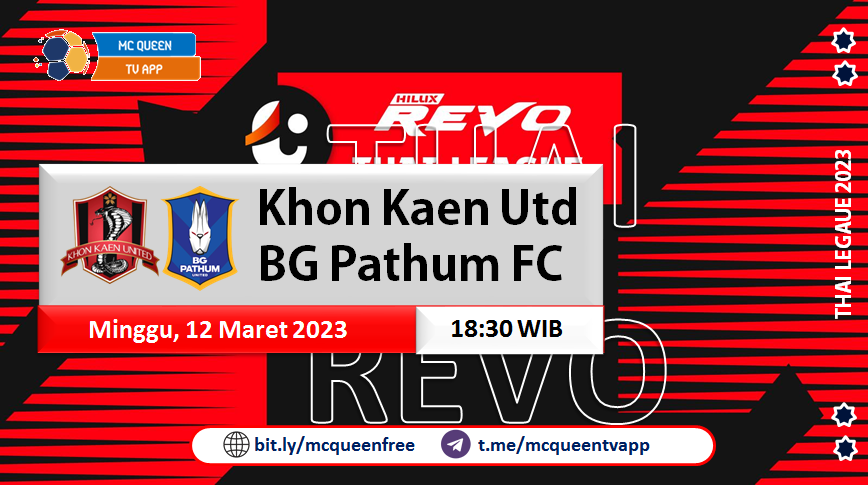 MC QUEEN
TV APP
HILUX
REVO
THAI LEAGUE
THAI
KHON KAEN UNITED
BG
PATHUM
UNITED
Khon Kaen Utd
BG Pathum FC
Minggu, 12 Maret 2023
18:30 WIB
REVO
THAI LEGAUE 2023
bit.ly/mcqueenfree
t.me/mcqueentvapp